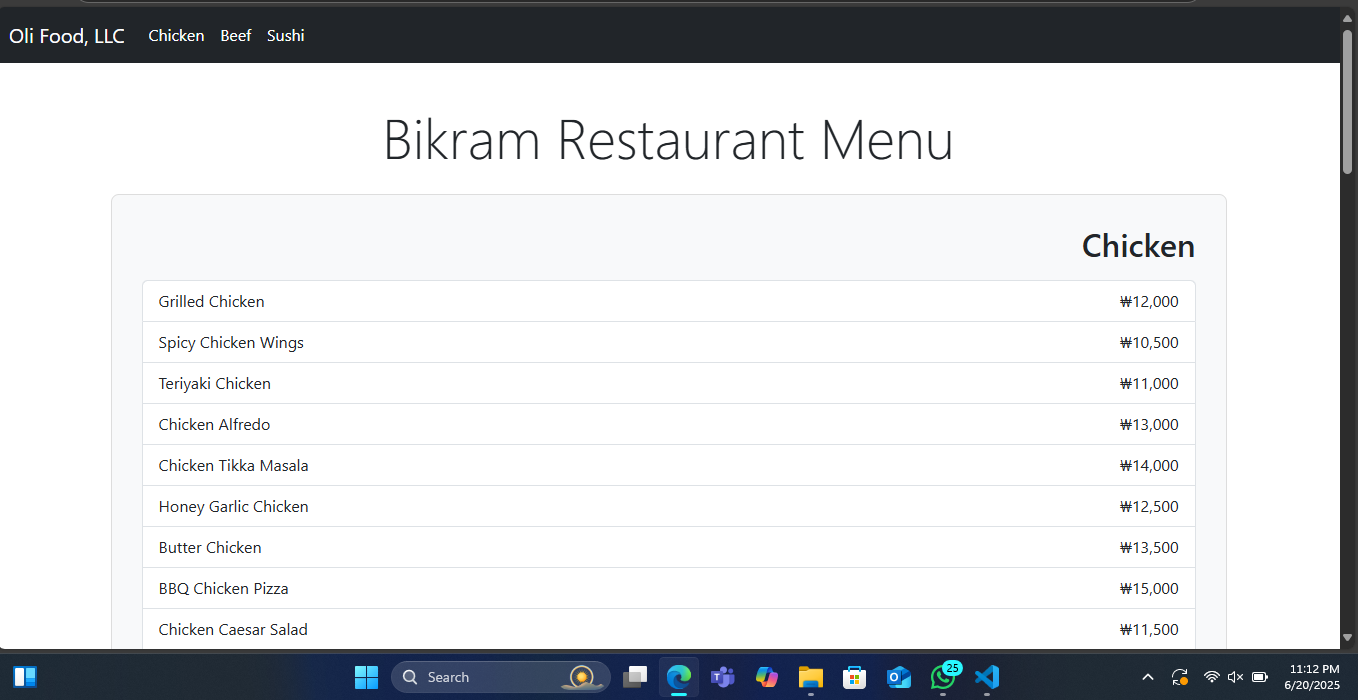 Oli Food, LLC Chicken Beef Sushi
Bikram Restaurant Menu
Chicken
Grilled Chicken ₩12,000
Spicy Chicken Wings ₩10,500
Teriyaki Chicken ₩11,000
Chicken Alfredo ₩13,000
Chicken Tikka Masala ₩14,000
Honey Garlic Chicken ₩12,500
Butter Chicken ₩13,500
BBQ Chicken Pizza ₩15,000
Chicken Caesar Salad ₩11,500
Search 25 11:12 PM
6/20/2025